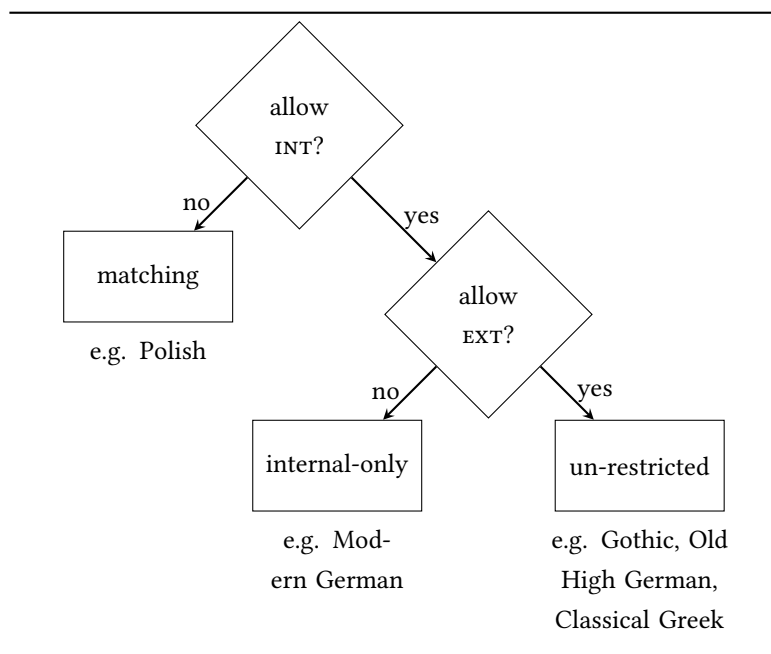 allow
INT?
no
yes
matching
allow
EXT?
e.g. Polish
no
yes
internal-only
un-restricted
e.g. Mod-
ern German
e.g. Gothic, Old
High German,
Classical Greek